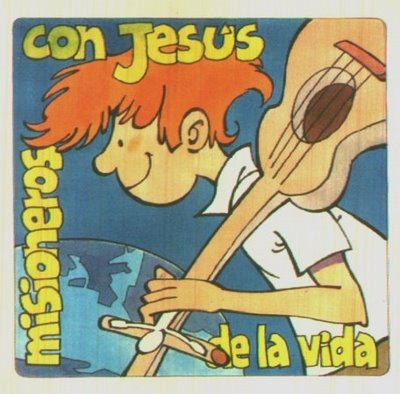 con Jesús
misioneros
de la vida